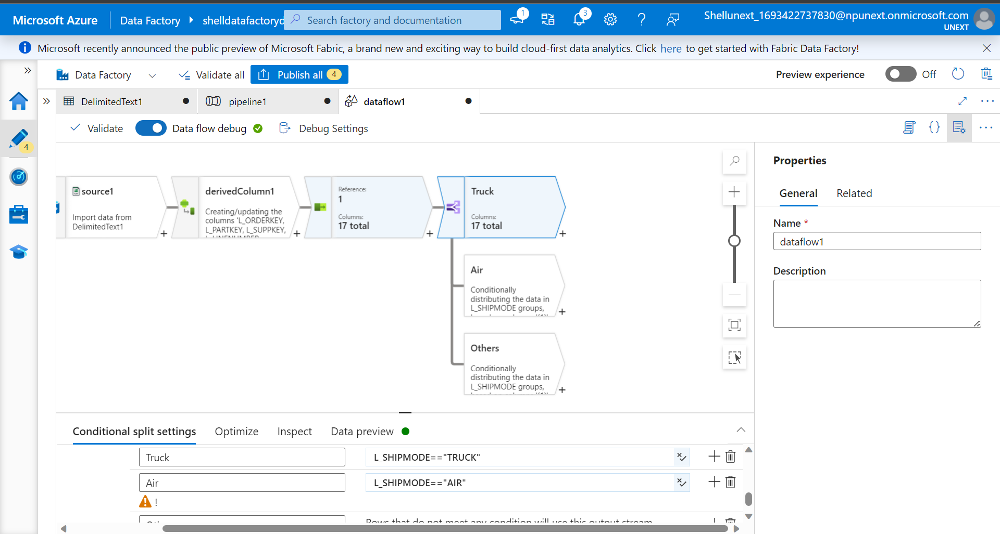 Microsoft Azure
Data Factory
shelldatafactoryc
Search factory and documentation
1
3
Shellunext_1693422737830@npunext.onmicrosoft.com
UNEXT
Microsoft recently announced the public preview of Microsoft Fabric, a brand new and exciting way to build cloud-first data analytics. Click here to get started with Fabric Data Factory!
Data Factory
Validate all
Publish all 4
Preview experience
Off
4
DelimitedText1
pipeline1
dataflow1
Validate
Data flow debug
Debug Settings
source1
Import data from
DelimitedText1
derivedColumn1
Creating/updating the
columns 'L_ORDERKEY,
L_PARTKEY, L_SUPPKEY,
Reference:
1
Columns:
17 total
Truck
Columns:
17 total
Air
Conditionally
distributing the data in
L_SHIPMODE groups,
Others
Conditionally
distributing the data in
L_SHIPMODE groups,
Properties
General
Related
Name *
dataflow1
Description
Conditional split settings
Optimize
Inspect
Data preview
Truck
L_SHIPMODE=="TRUCK"
Air
L_SHIPMODE=="AIR"
!
Rows that do not meet any condition will use this output stream